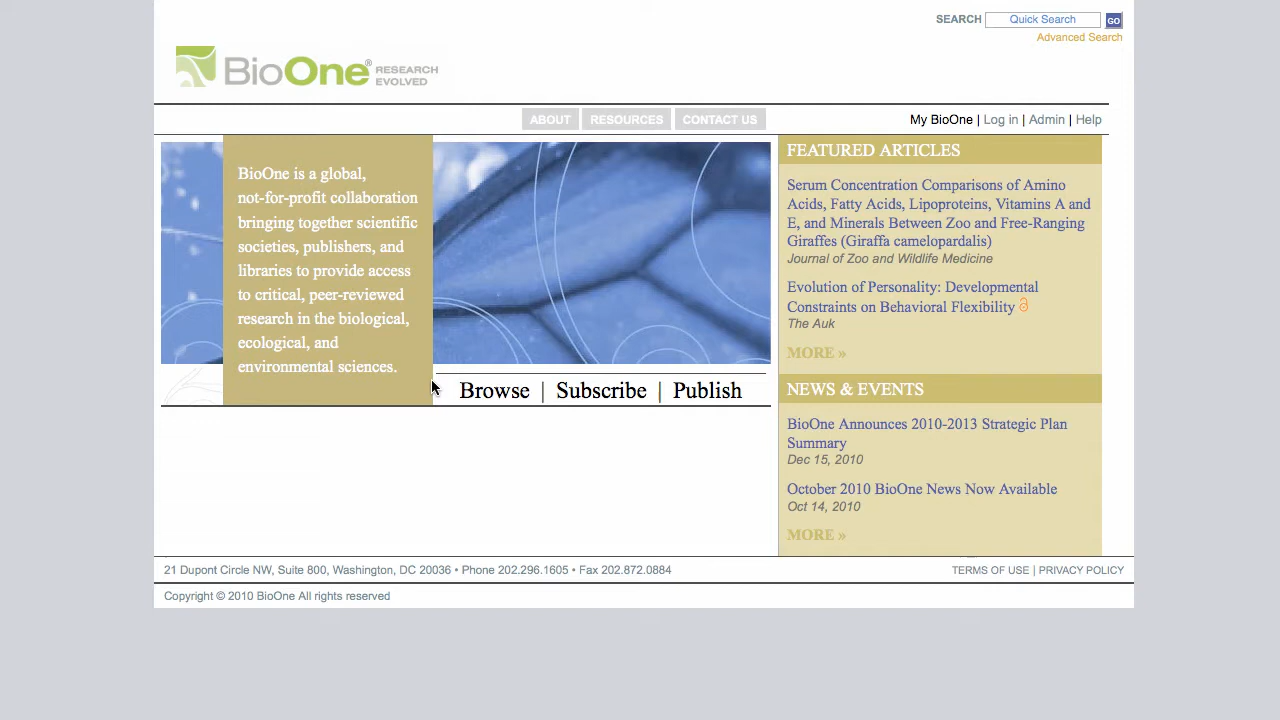 SEARCH Quick Search GO
Advanced Search
BioOne® RESEARCH EVOLVED
ABOUT RESOURCES CONTACT US
My BioOne | Log in | Admin | Help
BioOne is a global,
not-for-profit collaboration
bringing together scientific
societies, publishers, and
libraries to provide access
to critical, peer-reviewed
research in the biological,
ecological, and
environmental sciences.
Browse | Subscribe | Publish
FEATURED ARTICLES
Serum Concentration Comparisons of Amino
Acids, Fatty Acids, Lipoproteins, Vitamins A and
E, and Minerals Between Zoo and Free-Ranging
Giraffes (Giraffa camelopardalis)
Journal of Zoo and Wildlife Medicine
Evolution of Personality: Developmental
Constraints on Behavioral Flexibility
The Auk
MORE »
NEWS & EVENTS
BioOne Announces 2010-2013 Strategic Plan
Summary
Dec 15, 2010
October 2010 BioOne News Now Available
Oct 14, 2010
MORE »
21 Dupont Circle NW, Suite 800, Washington, DC 20036 • Phone 202.296.1605 • Fax 202.872.0884
TERMS OF USE | PRIVACY POLICY
Copyright © 2010 BioOne All rights reserved